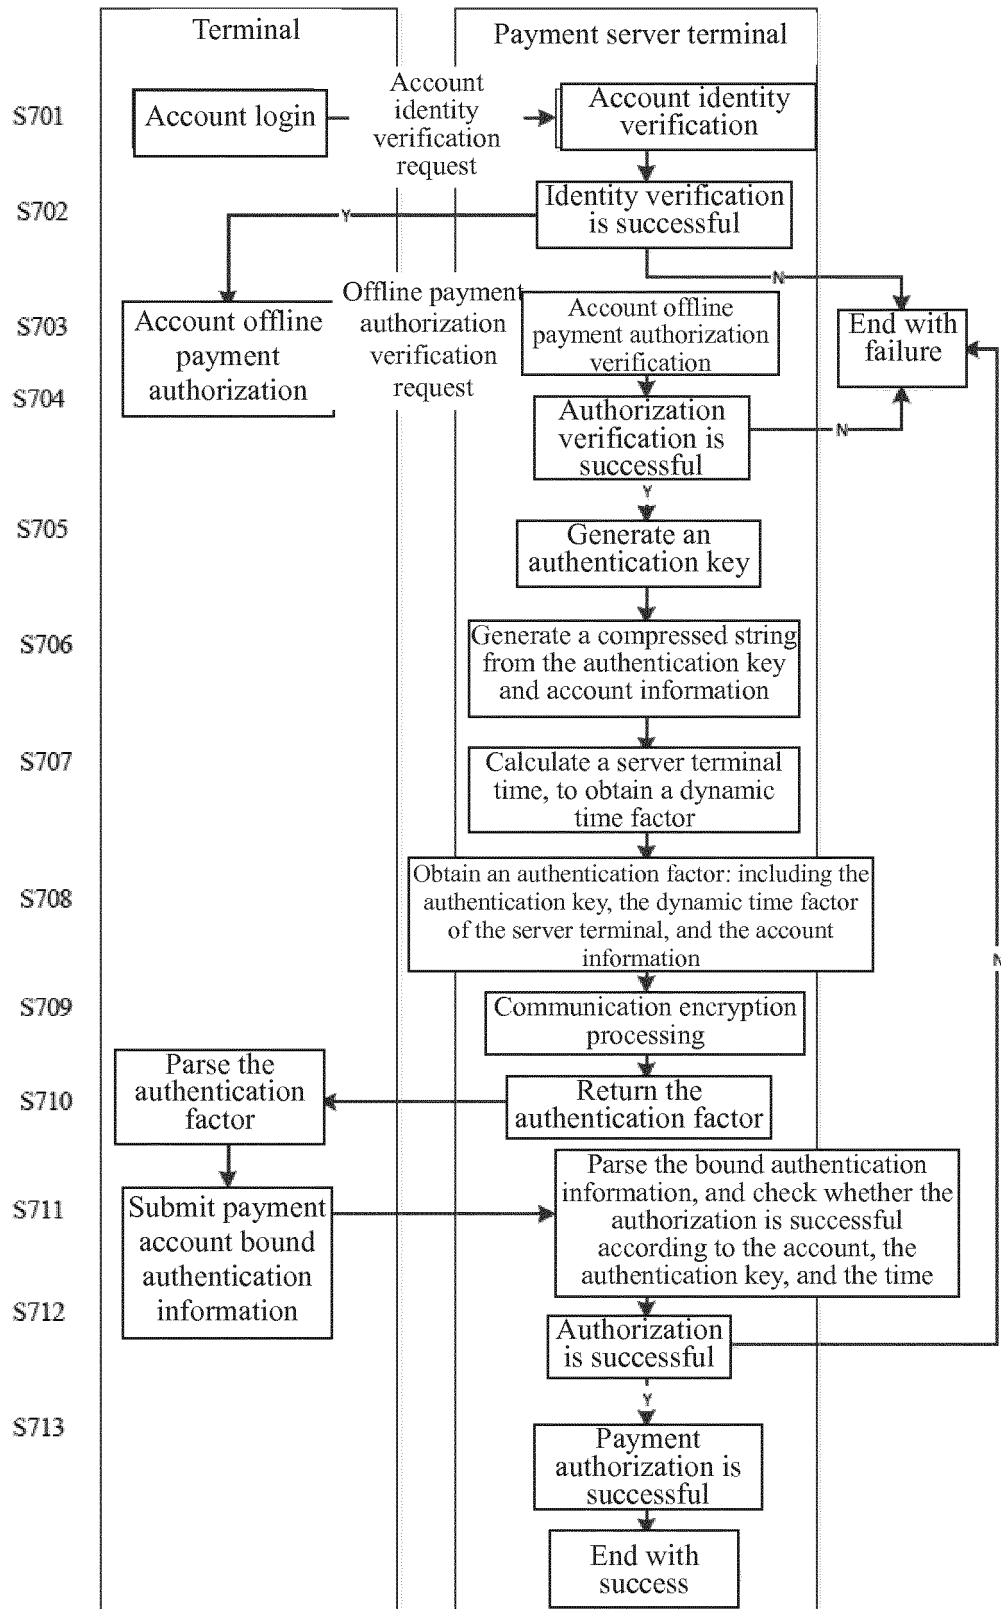 Terminal
Payment server terminal
S701
Account login
Account
identity
verification
request
Account identity
verification
S702
Identity verification
is successful
Y
N
S703
Account offline
payment
authorization
Offline payment
authorization
verification
request
Account offline
payment authorization
verification
End with
failure
S704
Authorization
verification is
successful
N
Y
S705
Generate an
authentication key
S706
Generate a compressed string
from the authentication key
and account information
S707
Calculate a server terminal
time, to obtain a dynamic
time factor
S708
Obtain an authentication factor: including the
authentication key, the dynamic time factor
of the server terminal, and the account
information
N
S709
Communication encryption
processing
S710
Parse the
authentication
factor
Return the
authentication factor
S711
Submit payment
account bound
authentication
information
Parse the bound authentication
information, and check whether the
authorization is successful
according to the account, the
authentication key, and the time
S712
Authorization
is successful
Y
S713
Payment
authorization is
successful
End with
success